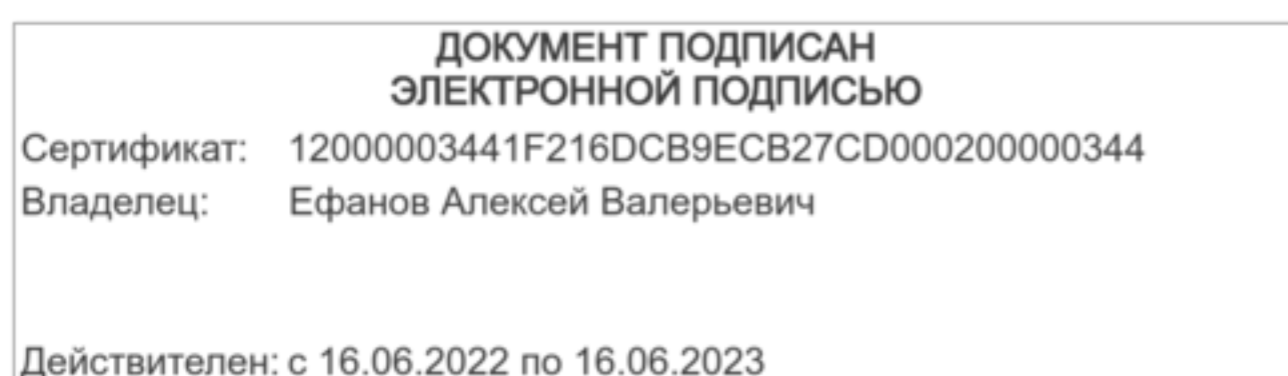 ДОКУМЕНТ ПОДПИСАН
ЭЛЕКТРОННОЙ ПОДПИСЬЮ
Сертификат: 12000003441F216DCB9ECB27CD000200000344
Владелец: Ефанов Алексей Валерьевич
Действителен: с 16.06.2022 по 16.06.2023